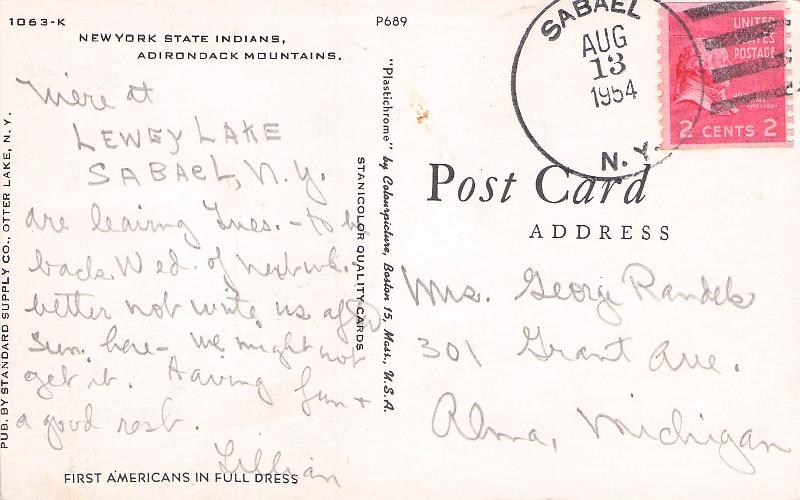 1063-K
NEW YORK STATE INDIANS,
ADIRONDACK MOUNTAINS.
P689
We're at
LEWEY LAKE
SABAEL, N.Y.
are leaving Tues. - to be
back Wed. of next wk.
better not write us after
Sun. here - we might not
get it. Having fun +
a good rest.
Lillian
FIRST AMERICANS IN FULL DRESS
PUB. BY STANDARD SUPPLY CO., OTTER LAKE, N. Y.
STANICOLOR QUALITY CARDS
"Plastichrome" by Colourpicture, Boston 15, Mass., U.S.A.
SABAEL
AUG
13
1954
N. Y.
UNITED
STATES
POSTAGE
2 CENTS 2
Post Card
ADDRESS
Mrs. George Randels
301 Grant Ave.
Alma, Michigan